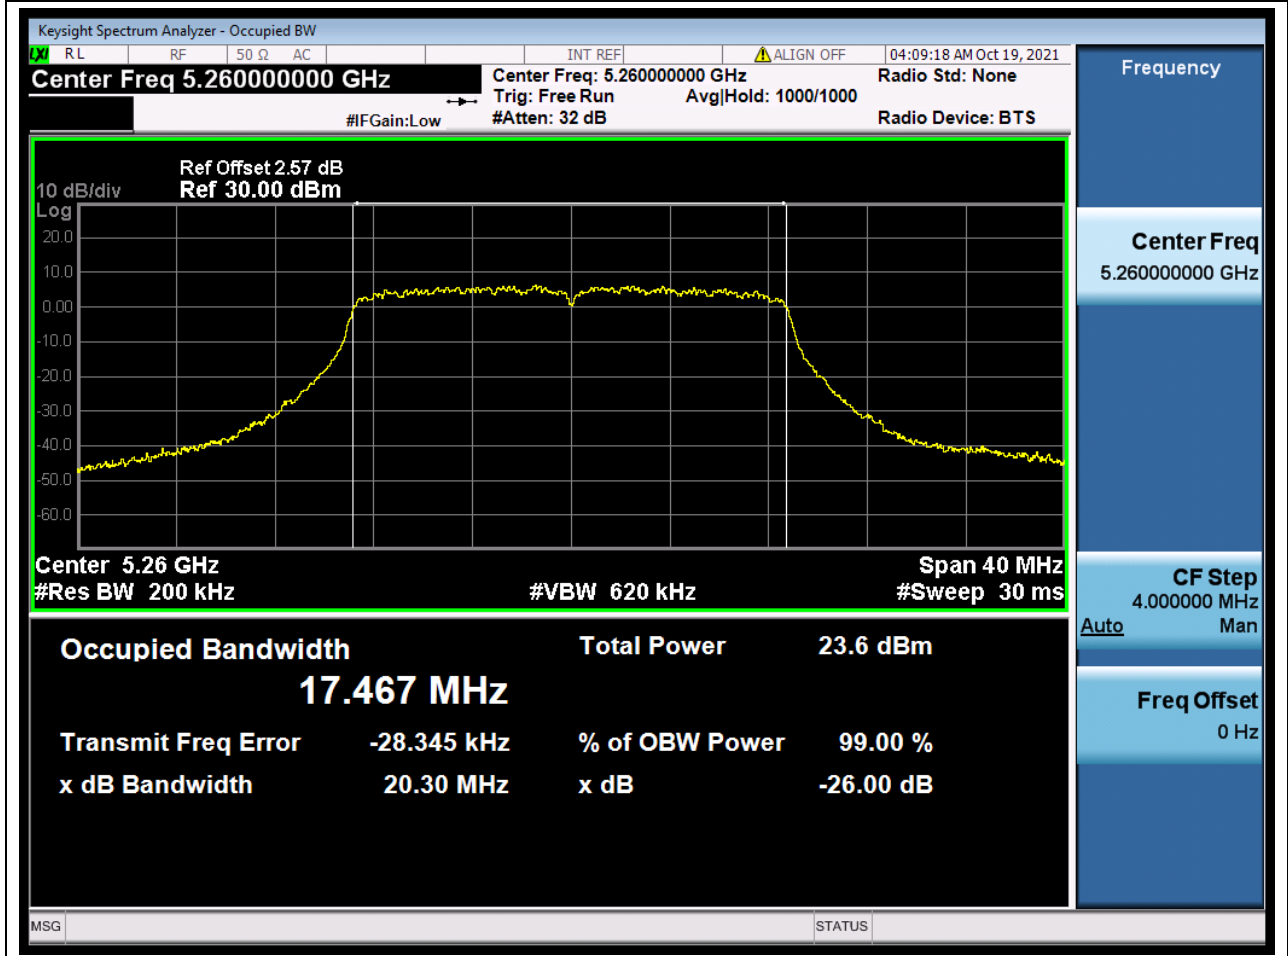 Keysight Spectrum Analyzer - Occupied BW
LXI RL RF 50 Ω AC INT REF ALIGN OFF 04:09:18 AM Oct 19, 2021
Center Freq 5.260000000 GHz
Center Freq: 5.260000000 GHz
Radio Std: None
Trig: Free Run Avg|Hold: 1000/1000
#IFGain:Low
#Atten: 32 dB
Radio Device: BTS
Ref Offset 2.57 dB
10 dB/div Ref 30.00 dBm
Log
20.0
10.0
0.00
-10.0
-20.0
-30.0
-40.0
-50.0
-60.0
Center 5.26 GHz Span 40 MHz
#Res BW 200 kHz #VBW 620 kHz #Sweep 30 ms
Occupied Bandwidth Total Power 23.6 dBm
17.467 MHz
Transmit Freq Error -28.345 kHz % of OBW Power 99.00 %
x dB Bandwidth 20.30 MHz x dB -26.00 dB
MSG STATUS
Frequency
Center Freq
5.260000000 GHz
CF Step
4.000000 MHz
Auto Man
Freq Offset
0 Hz